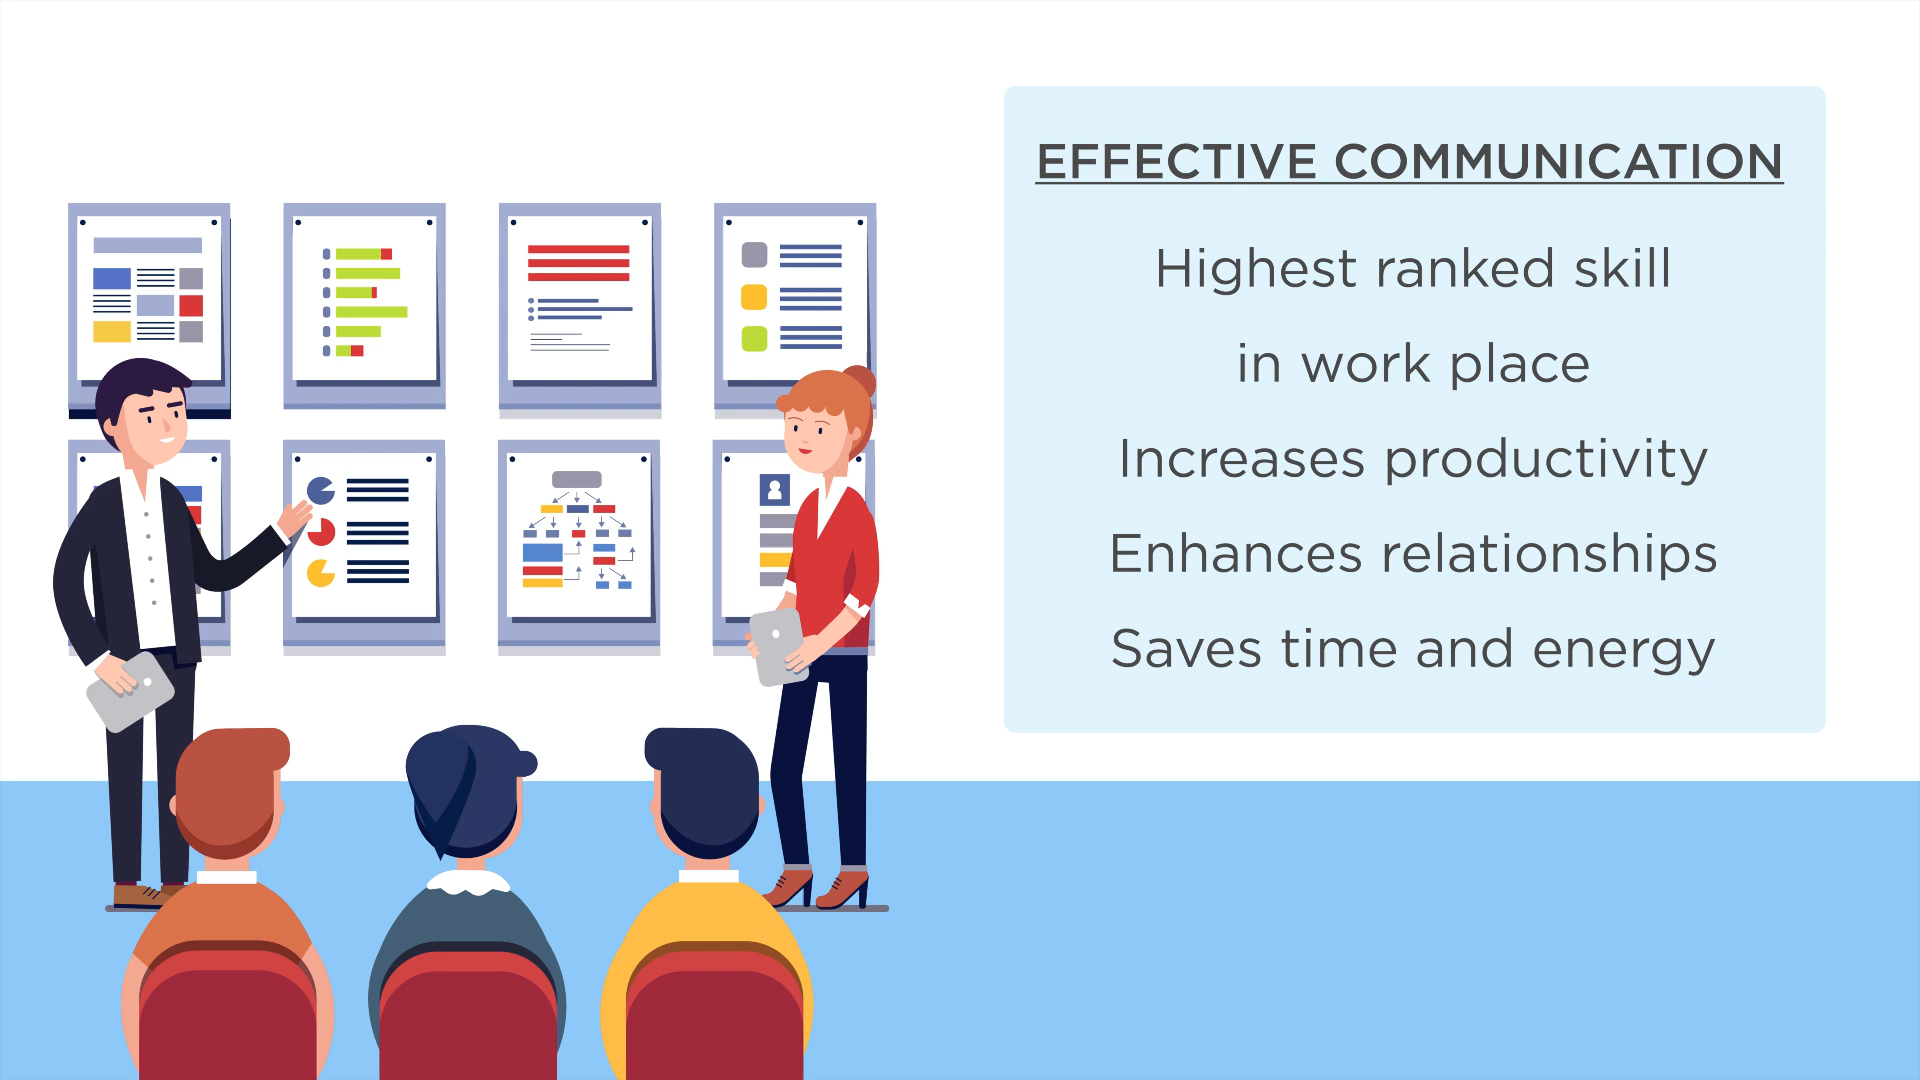 EFFECTIVE COMMUNICATION
Highest ranked skill
in work place
Increases productivity
Enhances relationships
Saves time and energy